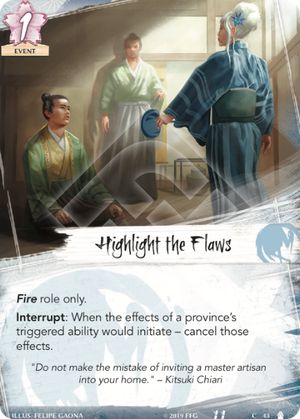 1
EVENT
Highlight the Flaws
Fire role only.
Interrupt: When the effects of a province's
triggered ability would initiate – cancel those
effects.
"Do not make the mistake of inviting a master artisan
into your home." – Kitsuki Chiari
ILLUS: FELIPE GAONA
© 2019 FFG
11
C 43